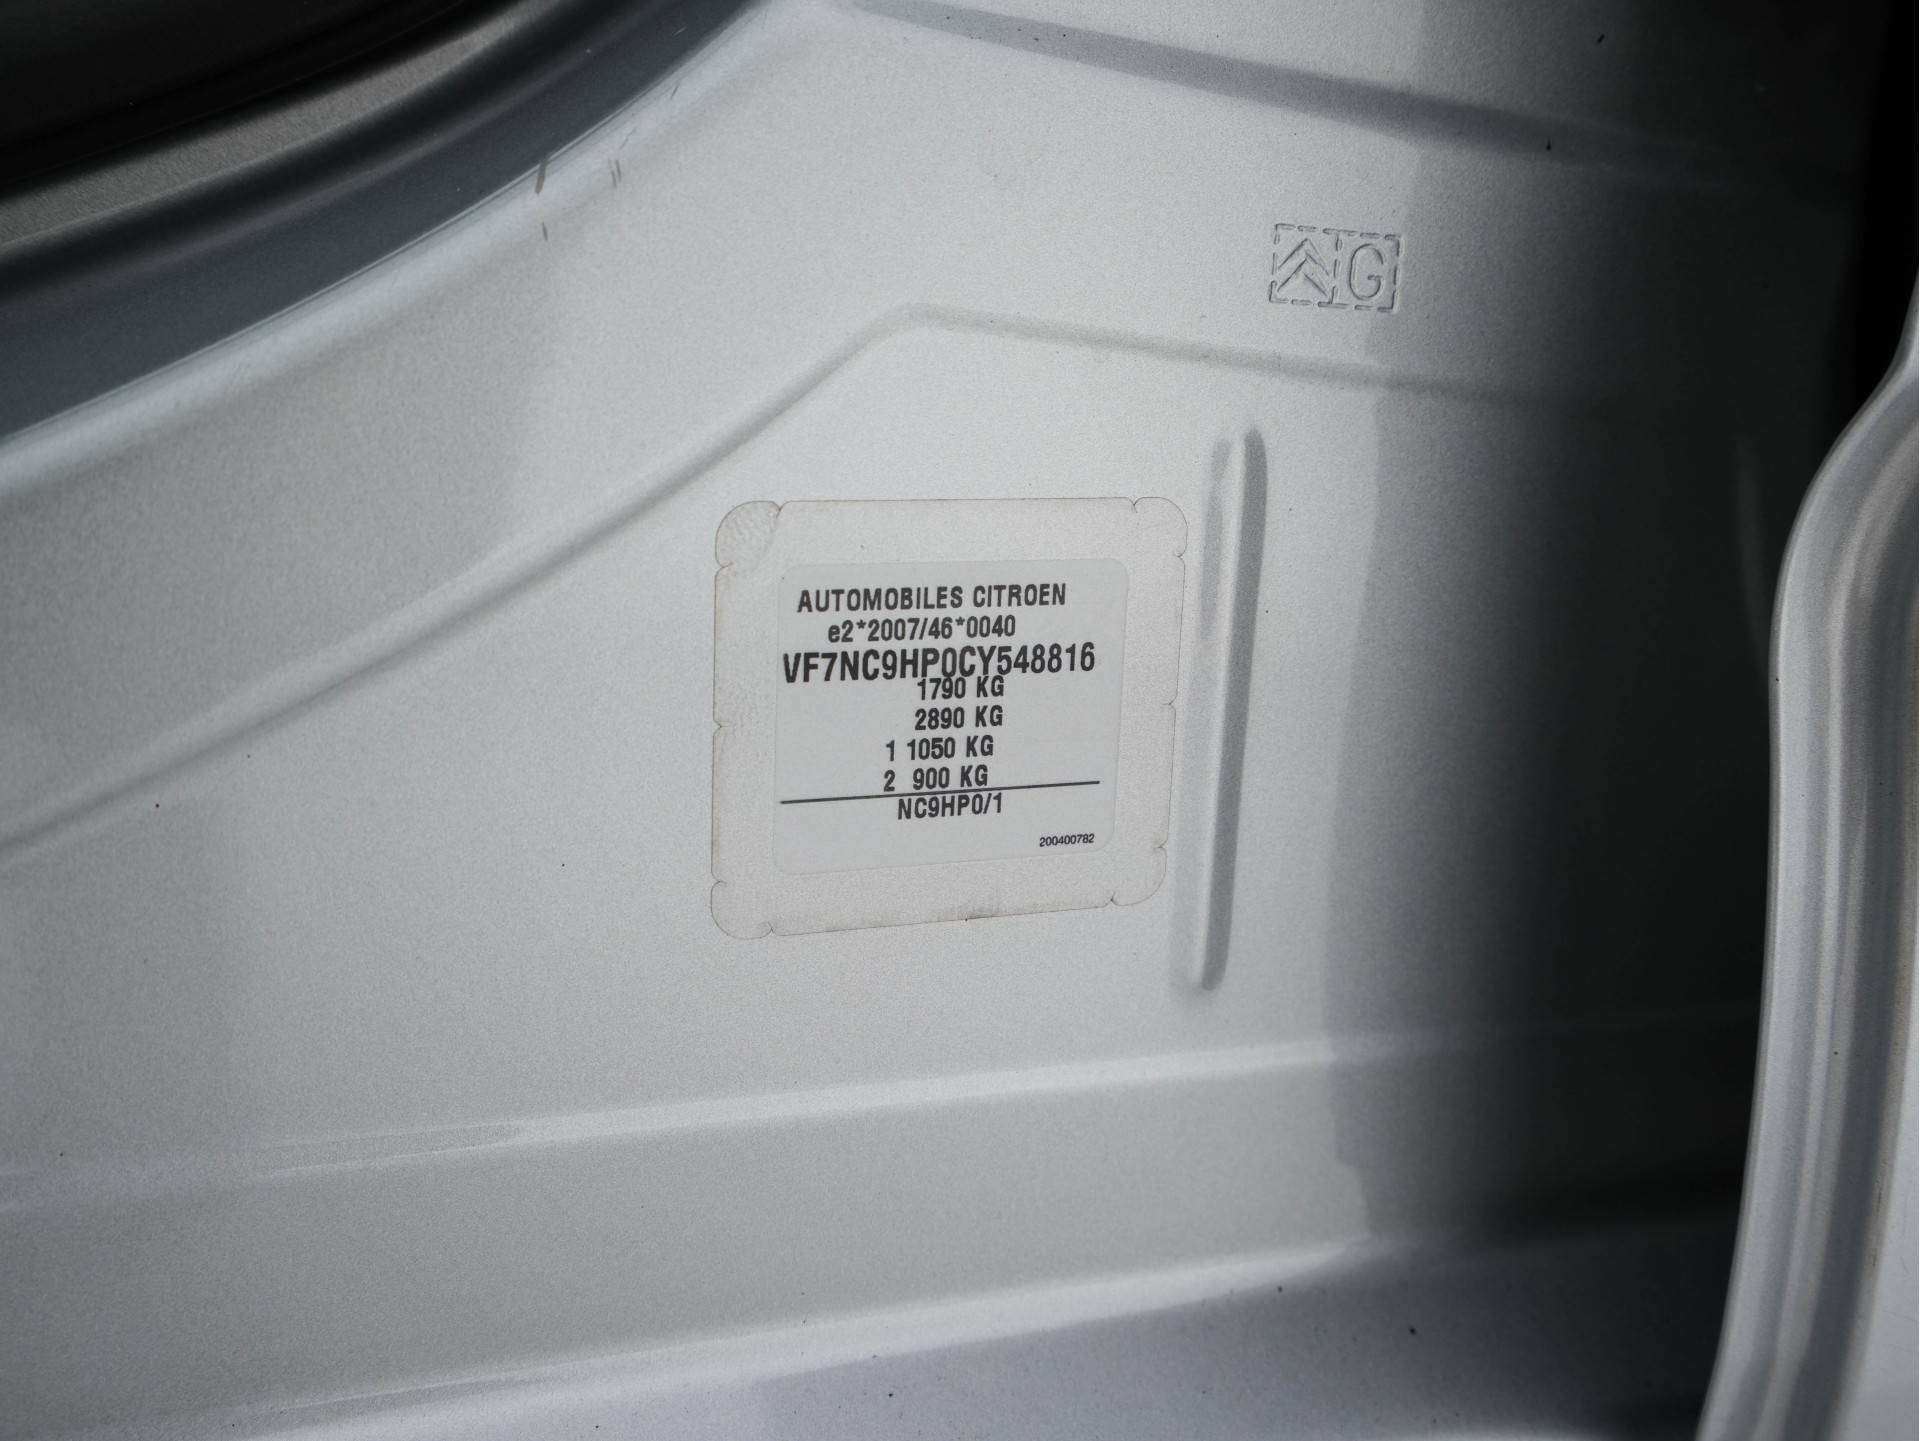 G
AUTOMOBILES CITROEN
e2*2007/46*0040
VF7NC9HP0CY548816
1790 KG
2890 KG
1 1050 KG
2 900 KG
NC9HP0/1
200400782